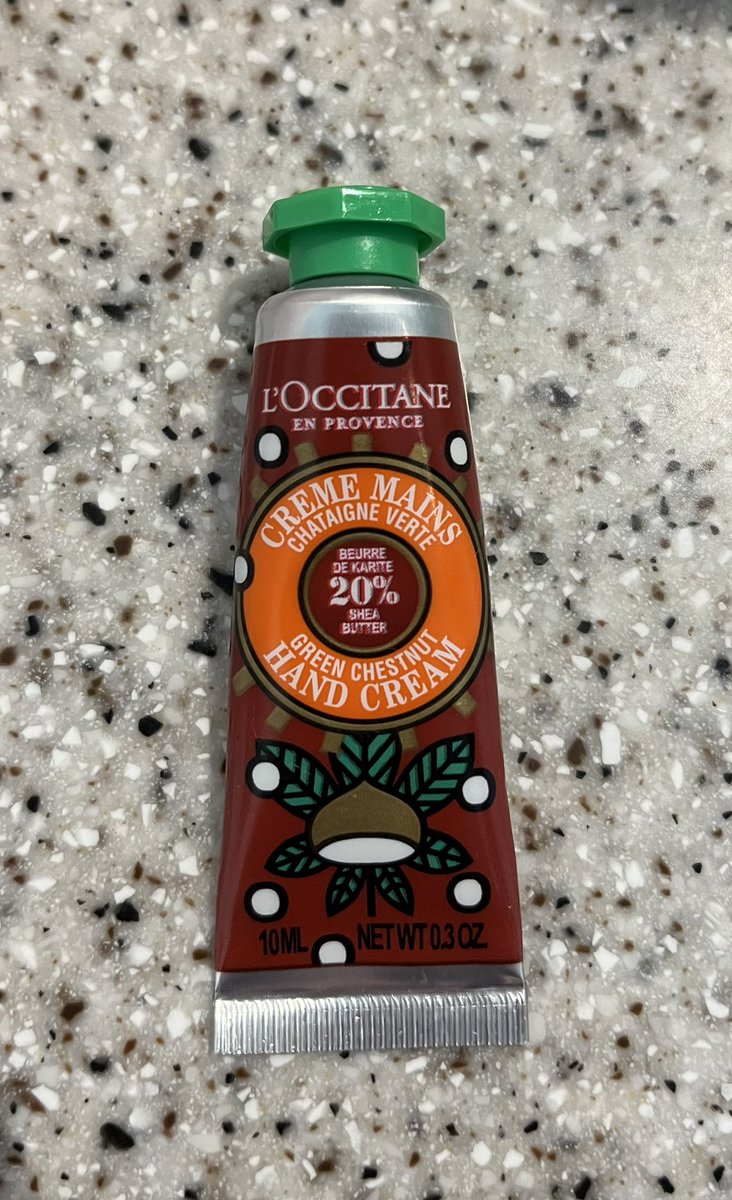 L'OCCITANE
EN PROVENCE
CREME MAINS
CHATAIGNE VERTE
BEURRE
DE KARITE
20%
SHEA
BUTTER
GREEN CHESTNUT
HAND CREAM
10ML NET WT 0.3 OZ.